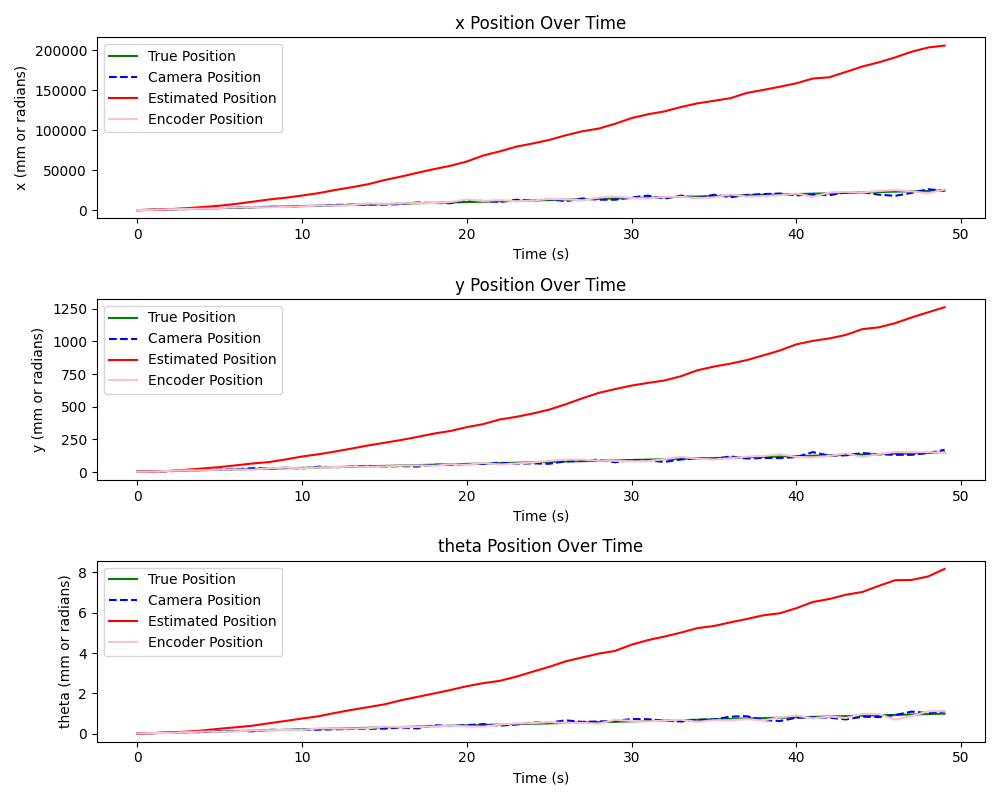 x Position Over Time
x (mm or radians)
200000
150000
100000
50000
0
True Position
Camera Position
Estimated Position
Encoder Position
0 10 20 30 40 50
Time (s)
y Position Over Time
y (mm or radians)
1250
1000
750
500
250
0
True Position
Camera Position
Estimated Position
Encoder Position
0 10 20 30 40 50
Time (s)
theta Position Over Time
theta (mm or radians)
8
6
4
2
0
True Position
Camera Position
Estimated Position
Encoder Position
0 10 20 30 40 50
Time (s)